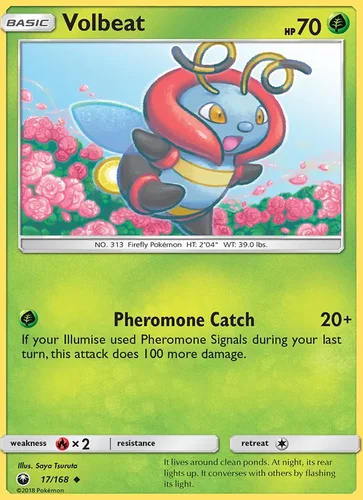 BASIC Volbeat HP 70
NO. 313 Firefly Pokémon HT: 2'04" WT: 39.0 lbs.
Pheromone Catch 20+
If your Illumise used Pheromone Signals during your last
turn, this attack does 100 more damage.
weakness × 2 resistance retreat
Illus. Saya Tsuruta
17/168
©2018 Pokémon
It lives around clean ponds. At night, its rear
lights up. It converses with others by flashing
its light.